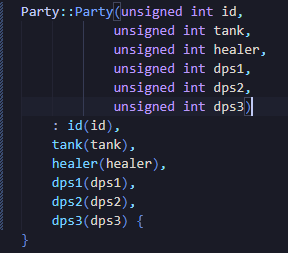 Party::Party(unsigned int id,
             unsigned int tank,
             unsigned int healer,
             unsigned int dps1,
             unsigned int dps2,
             unsigned int dps3)
    : id(id),
    tank(tank),
    healer(healer),
    dps1(dps1),
    dps2(dps2),
    dps3(dps3) {
}